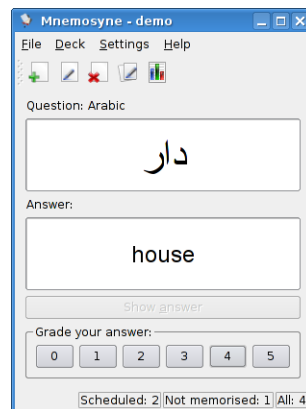 Mnemosyne - demo
File Deck Settings Help
Question: Arabic
دار
Answer:
house
Show answer
Grade your answer:
0 1 2 3 4 5
Scheduled: 2 Not memorised: 1 All: 4